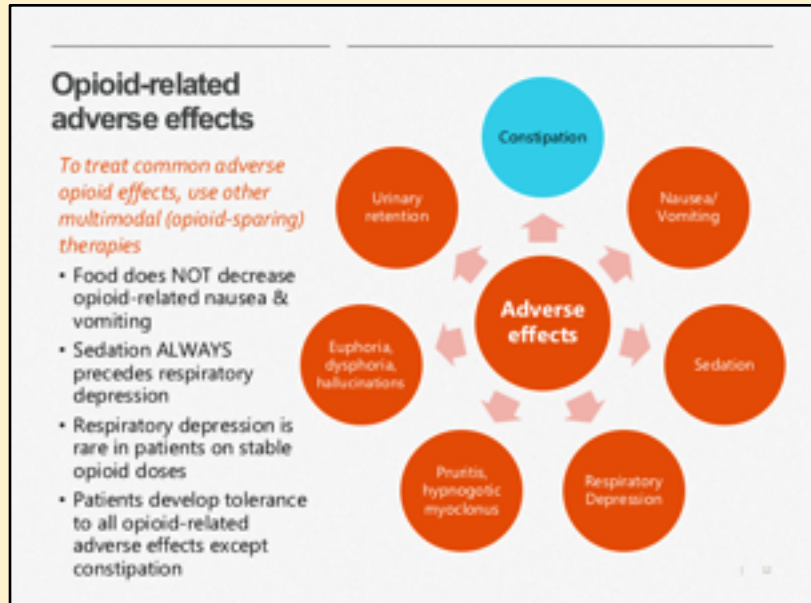 Opioid-related
adverse effects
To treat common adverse
opioid effects, use other
multimodal (opioid-sparing)
therapies
• Food does NOT decrease
opioid-related nausea &
vomiting
• Sedation ALWAYS
precedes respiratory
depression
• Respiratory depression is
rare in patients on stable
opioid doses
• Patients develop tolerance
to all opioid-related
adverse effects except
constipation
Constipation
Nausea/
Vomiting
Sedation
Respiratory
Depression
Pruritis,
hypnogotic
myoclonus
Euphoria,
dysphoria,
hallucinations
Urinary
retention
Adverse
effects